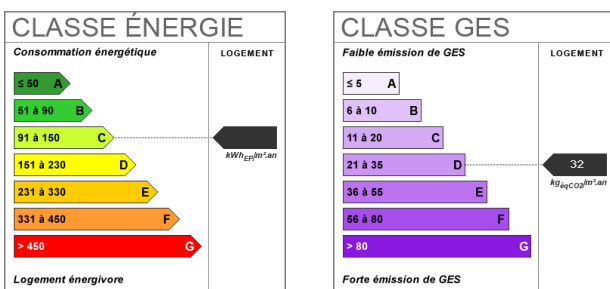 CLASSE ÉNERGIE
Consommation énergétique
LOGEMENT
≤ 50 A
51 à 90 B
91 à 150 C
kWhEP/m².an
151 à 230 D
231 à 330 E
331 à 450 F
> 450 G
Logement énergivore
CLASSE GES
Faible émission de GES
LOGEMENT
≤ 5 A
6 à 10 B
11 à 20 C
21 à 35 D
32
kgéqCO2/m².an
36 à 55 E
56 à 80 F
> 80 G
Forte émission de GES